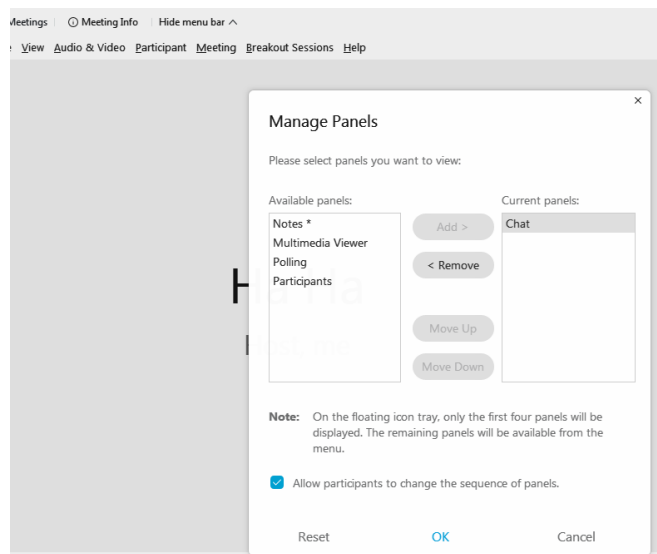 Meetings Meeting Info Hide menu bar
View Audio & Video Participant Meeting Breakout Sessions Help
Manage Panels
Please select panels you want to view:
Available panels:
Notes *
Multimedia Viewer
Polling
Participants
Add >
< Remove
Move Up
Move Down
Current panels:
Chat
Note: On the floating icon tray, only the first four panels will be
displayed. The remaining panels will be available from the
menu.
Allow participants to change the sequence of panels.
Reset OK Cancel